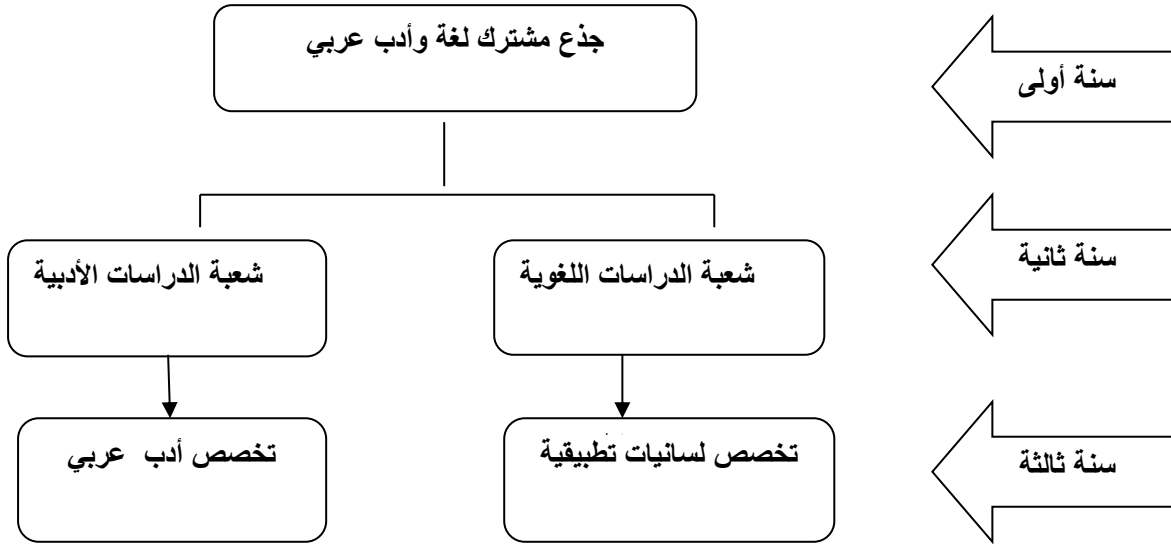 جذع مشترك لغة وأدب عربي
سنة أولى
سنة ثانية
شعبة الدراسات اللغوية
شعبة الدراسات الأدبية
سنة ثالثة
تخصص لسانيات تطبيقية
تخصص أدب عربي